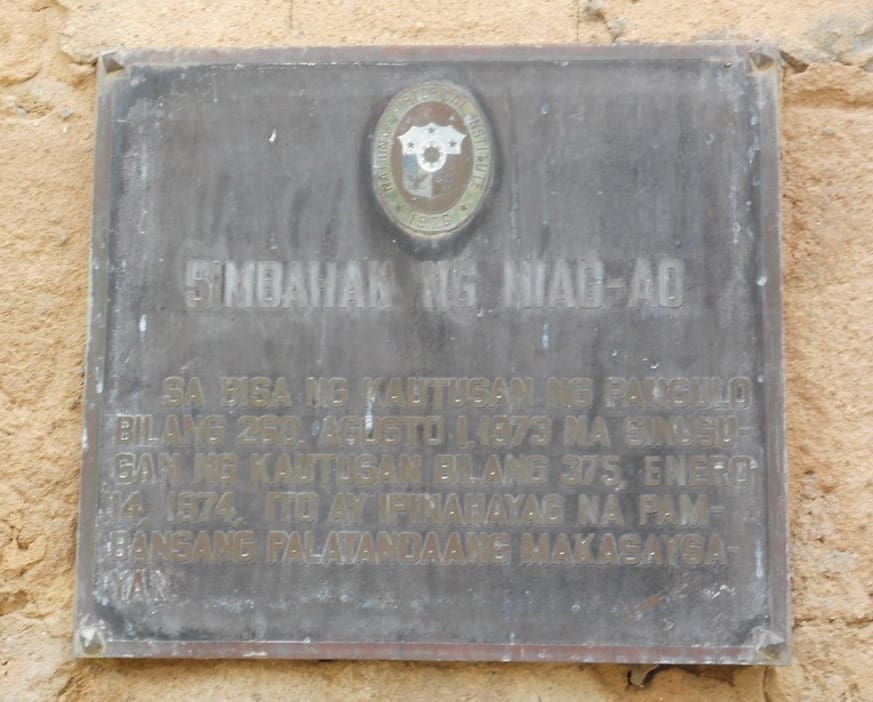 NATIONAL HISTORICAL INSTITUTE
1976
SIMBAHAN NG MIAG-AO
SA BISA NG KAUTUSAN NG PANGULO
BILANG 260, AGOSTO 1, 1973 NA SINUSU-
GAN NG KAUTUSAN BILANG 375, ENERO
14, 1974, ITO AY IPINAHAYAG NA PAM-
BANSANG PALATANDAANG MAKASAYSA-
YAN.